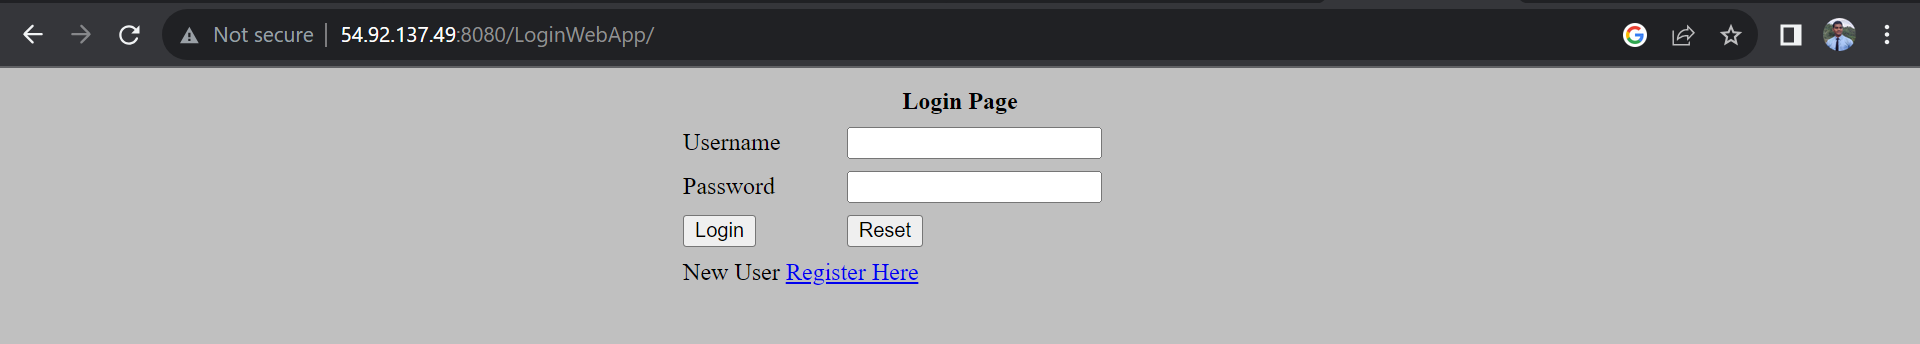 Not secure 54.92.137.49:8080/LoginWebApp/
Login Page
Username
Password
Login Reset
New User Register Here